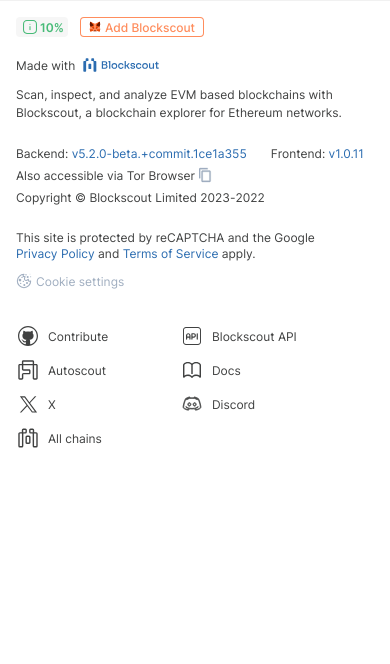 10% Add Blockscout
Made with Blockscout
Scan, inspect, and analyze EVM based blockchains with
Blockscout, a blockchain explorer for Ethereum networks.
Backend: v5.2.0-beta.+commit.1ce1a355 Frontend: v1.0.11
Also accessible via Tor Browser
Copyright © Blockscout Limited 2023-2022
This site is protected by reCAPTCHA and the Google
Privacy Policy and Terms of Service apply.
Cookie settings
Contribute
API Blockscout API
Autoscout
Docs
X
Discord
All chains